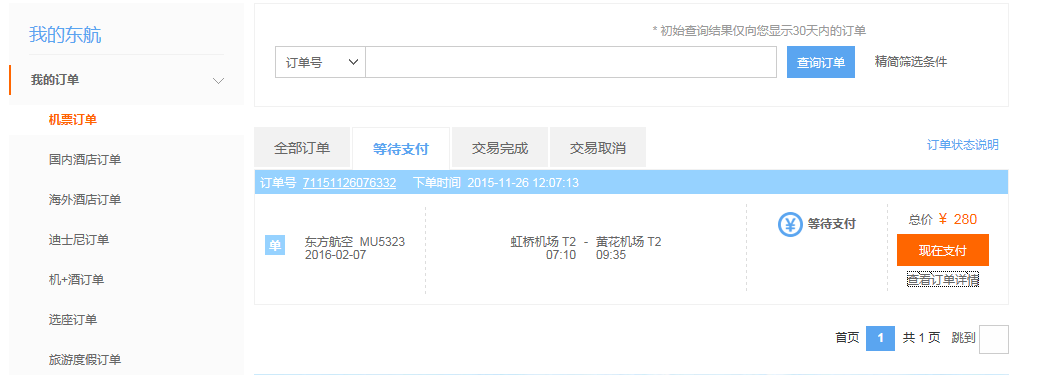 我的东航
我的订单
机票订单
国内酒店订单
海外酒店订单
迪士尼订单
机+酒订单
选座订单
旅游度假订单
* 初始查询结果仅向您显示30天内的订单
订单号 查询订单 精简筛选条件
全部订单 等待支付 交易完成 交易取消 订单状态说明
订单号 71151126076332 下单时间 2015-11-26 12:07:13
单 东方航空 MU5323
2016-02-07
虹桥机场 T2 - 黄花机场 T2
07:10 09:35
¥ 等待支付
总价 ¥ 280
现在支付
查看订单详情
首页 1 共 1 页 跳到